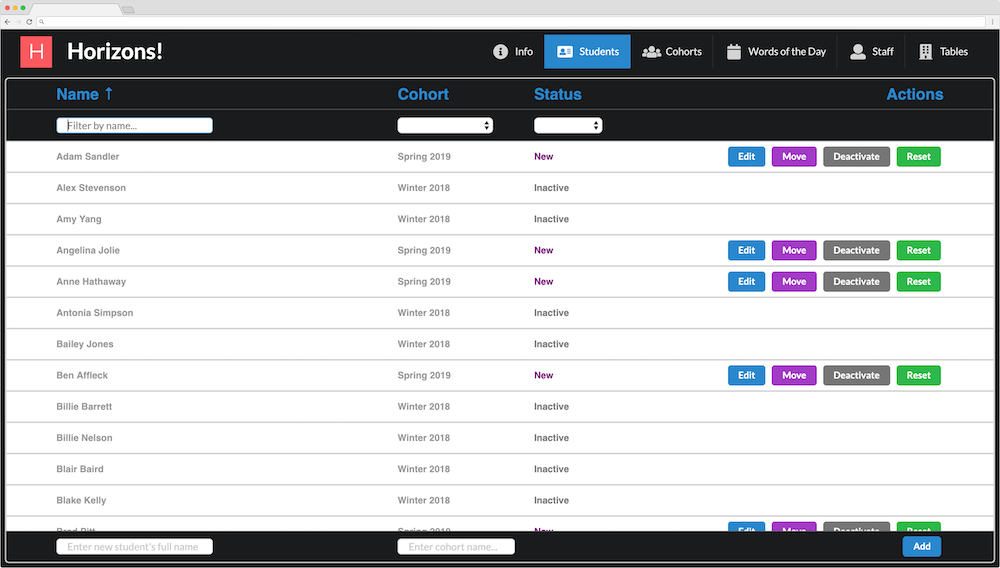 H Horizons! Info Students Cohorts Words of the Day Staff Tables
Name ↑ Cohort Status Actions
Filter by name...
Adam Sandler Spring 2019 New Edit Move Deactivate Reset
Alex Stevenson Winter 2018 Inactive
Amy Yang Winter 2018 Inactive
Angelina Jolie Spring 2019 New Edit Move Deactivate Reset
Anne Hathaway Spring 2019 New Edit Move Deactivate Reset
Antonia Simpson Winter 2018 Inactive
Bailey Jones Winter 2018 Inactive
Ben Affleck Spring 2019 New Edit Move Deactivate Reset
Billie Barrett Winter 2018 Inactive
Billie Nelson Winter 2018 Inactive
Blair Baird Winter 2018 Inactive
Blake Kelly Winter 2018 Inactive
Brad Pitt Spring 2019 New Edit Move Deactivate Reset
Enter new student's full name Enter cohort name... Add